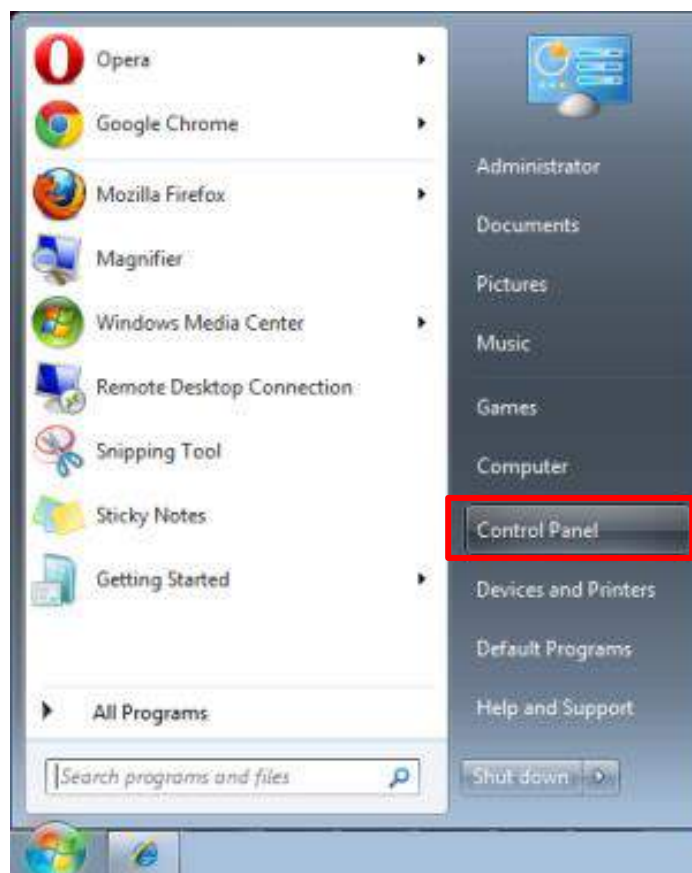 Opera
Google Chrome
Mozilla Firefox
Magnifier
Windows Media Center
Remote Desktop Connection
Snipping Tool
Sticky Notes
Getting Started
All Programs
Search programs and files
Administrator
Documents
Pictures
Music
Games
Computer
Control Panel
Devices and Printers
Default Programs
Help and Support
Shut down